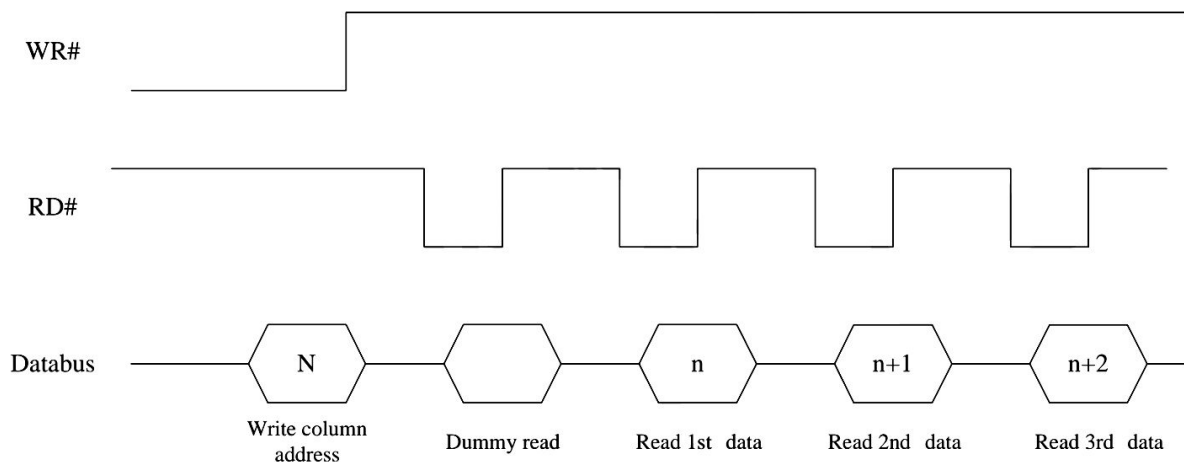 WR#
RD#
Databus
N
n
n+1
n+2
Write column
address
Dummy read
Read 1st data
Read 2nd data
Read 3rd data